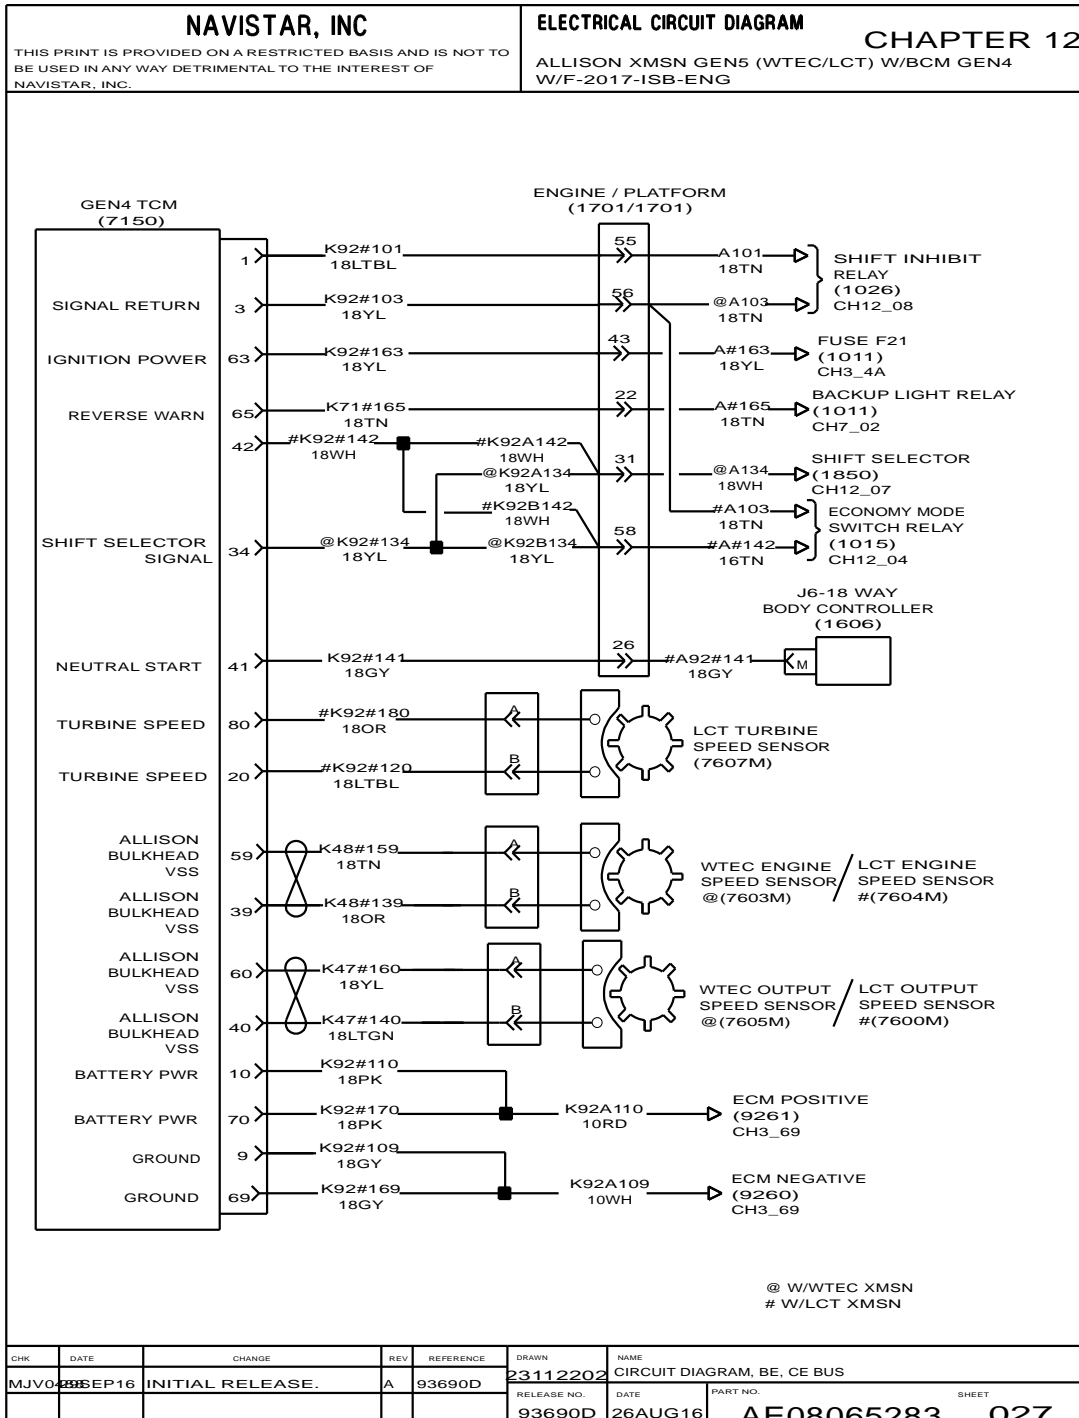 NAVISTAR, INC
THIS PRINT IS PROVIDED ON A RESTRICTED BASIS AND IS NOT TO
BE USED IN ANY WAY DETRIMENTAL TO THE INTEREST OF
NAVISTAR, INC.
ELECTRICAL CIRCUIT DIAGRAM
CHAPTER 12
ALLISON XMSN GEN5 (WTEC/LCT) W/BCM GEN4
W/F-2017-ISB-ENG
GEN4 TCM
(7150)
ENGINE / PLATFORM
(1701/1701)
1
K92#101
18LTBL
55
A101
18TN
SHIFT INHIBIT
RELAY
(1026)
CH12_08
SIGNAL RETURN
3
K92#103
18YL
56
@A103
18TN
IGNITION POWER
63
K92#163
18YL
43
A#163
18YL
FUSE F21
(1011)
CH3_4A
REVERSE WARN
65
K71#165
18TN
22
A#165
18TN
BACKUP LIGHT RELAY
(1011)
CH7_02
42
#K92#142
18WH
#K92A142
18WH
@K92A134
18YL
31
@A134
18WH
SHIFT SELECTOR
(1850)
CH12_07
#K92B142
18WH
#A103
18TN
ECONOMY MODE
SWITCH RELAY
(1015)
CH12_04
SHIFT SELECTOR
SIGNAL
34
@K92#134
18YL
@K92B134
18YL
58
#A#142
16TN
J6-18 WAY
BODY CONTROLLER
(1606)
NEUTRAL START
41
K92#141
18GY
26
#A92#141
18GY
M
TURBINE SPEED
80
#K92#180
18OR
A
LCT TURBINE
SPEED SENSOR
(7607M)
TURBINE SPEED
20
#K92#120
18LTBL
B
ALLISON
BULKHEAD
VSS
59
K48#159
18TN
A
WTEC ENGINE
SPEED SENSOR
@(7603M)
/
LCT ENGINE
SPEED SENSOR
#(7604M)
ALLISON
BULKHEAD
VSS
39
K48#139
18OR
B
ALLISON
BULKHEAD
VSS
60
K47#160
18YL
A
WTEC OUTPUT
SPEED SENSOR
@(7605M)
/
LCT OUTPUT
SPEED SENSOR
#(7600M)
ALLISON
BULKHEAD
VSS
40
K47#140
18LTGN
B
BATTERY PWR
10
K92#110
18PK
BATTERY PWR
70
K92#170
18PK
K92A110
10RD
ECM POSITIVE
(9261)
CH3_69
GROUND
9
K92#109
18GY
GROUND
69
K92#169
18GY
K92A109
10WH
ECM NEGATIVE
(9260)
CH3_69
@ W/WTEC XMSN
# W/LCT XMSN
CHK DATE CHANGE REV REFERENCE
INITIAL RELEASE. A 93690D
DRAWN
23112202
NAME
CIRCUIT DIAGRAM, BE, CE BUS
RELEASE NO.
93690D
DATE
26AUG16
PART NO.
AE08065283
SHEET
027